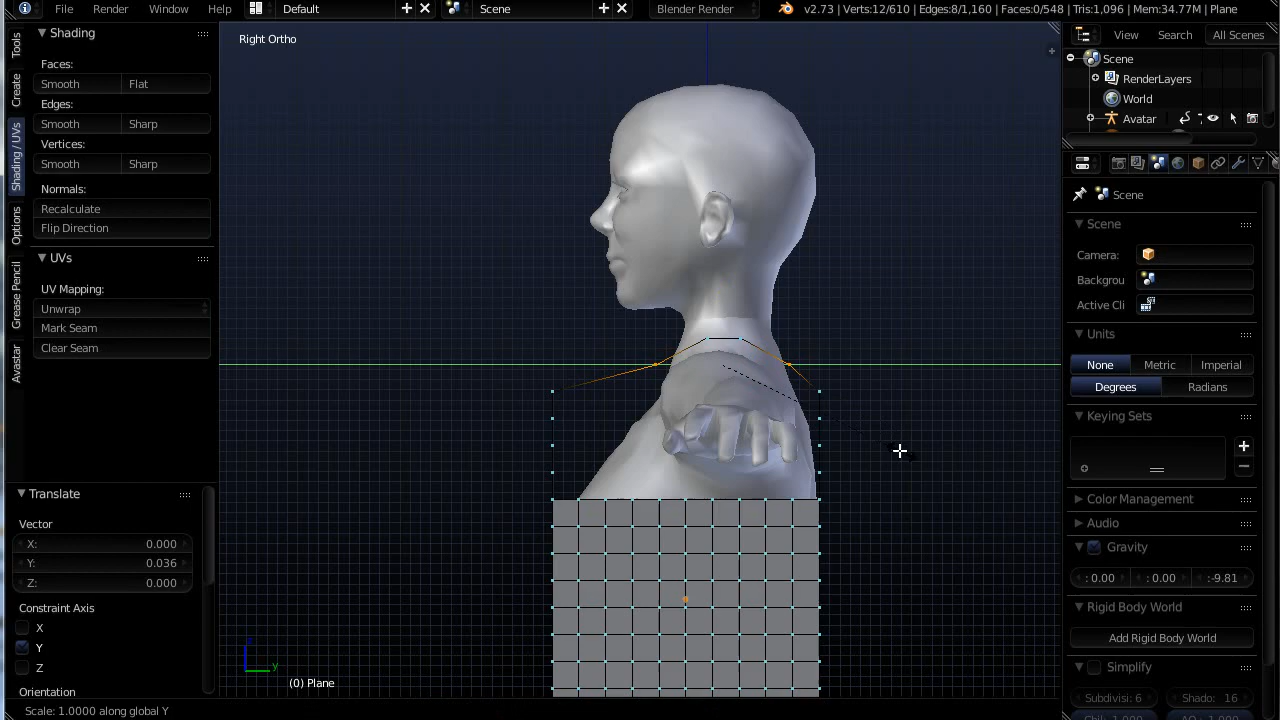 File Render Window Help Default Scene Blender Render v2.73 | Verts:12/610 | Edges:8/1,160 | Faces:0/548 | Tris:1,096 | Mem:34.77M | Plane
Tools
Create
Shading / UVs
Options
Grease Pencil
Avastar
Shading
Faces:
Smooth Flat
Edges:
Smooth Sharp
Vertices:
Smooth Sharp
Normals:
Recalculate
Flip Direction
UVs
UV Mapping:
Unwrap
Mark Seam
Clear Seam
Translate
Vector
X: 0.000
Y: 0.036
Z: 0.000
Constraint Axis
X
Y
Z
Orientation
Scale: 1.0000 along global Y
Right Ortho
z
y
(0) Plane
View Search All Scenes
Scene
RenderLayers
World
Avatar
Scene
Scene
Camera:
Backgrou
Active Cli
Units
None Metric Imperial
Degrees Radians
Keying Sets
Color Management
Audio
Gravity
: 0.00 : 0.00 :-9.81
Rigid Body World
Add Rigid Body World
Simplify
Subdivisi: 6 Shado: 16